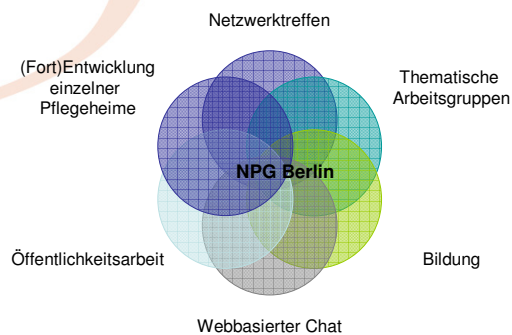 Netzwerktreffen
(Fort)Entwicklung
einzelner
Pflegeheime
Thematische
Arbeitsgruppen
NPG Berlin
Öffentlichkeitsarbeit
Bildung
Webbasierter Chat